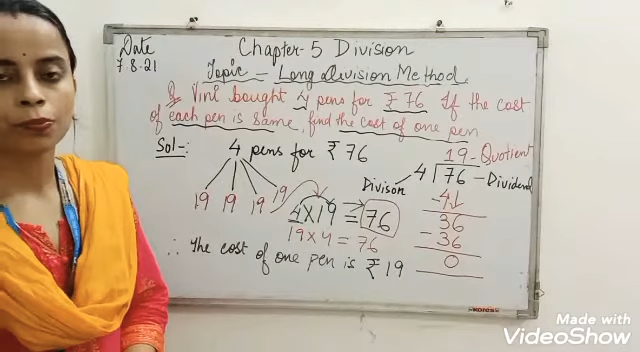 Date
7.8.21
Chapter-5 Division
Topic = Long Division Method.
Q. Vini bought 4 pens for ₹ 76 If the cost
of each pen is same, find the cost of one pen
Sol-: 4 pens for ₹ 76
19 19 19 19
4×19 = 76
19×4 = 76
∴ The cost of one pen is ₹ 19
19 - Quotient
Divisor 4 76 - Dividend
-4↓
36
-36
0
kores
Made with
VideoShow